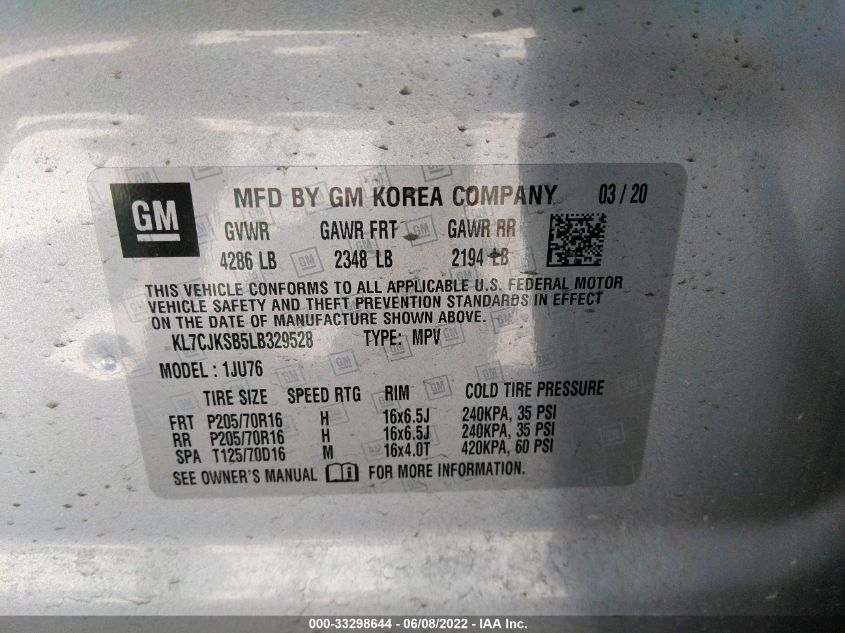 GM MFD BY GM KOREA COMPANY 03 / 20
GVWR GAWR FRT GAWR RR
4286 LB 2348 LB 2194 LB
THIS VEHICLE CONFORMS TO ALL APPLICABLE U.S. FEDERAL MOTOR
VEHICLE SAFETY AND THEFT PREVENTION STANDARDS IN EFFECT
ON THE DATE OF MANUFACTURE SHOWN ABOVE.
KL7CJKSB5LB329528 TYPE: MPV
MODEL : 1JU76
TIRE SIZE SPEED RTG RIM COLD TIRE PRESSURE
FRT P205/70R16 H 16x6.5J 240KPA, 35 PSI
RR P205/70R16 H 16x6.5J 240KPA, 35 PSI
SPA T125/70D16 M 16x4.0T 420KPA, 60 PSI
SEE OWNER'S MANUAL FOR MORE INFORMATION.
000-33298644 - 06/08/2022 - IAA Inc.